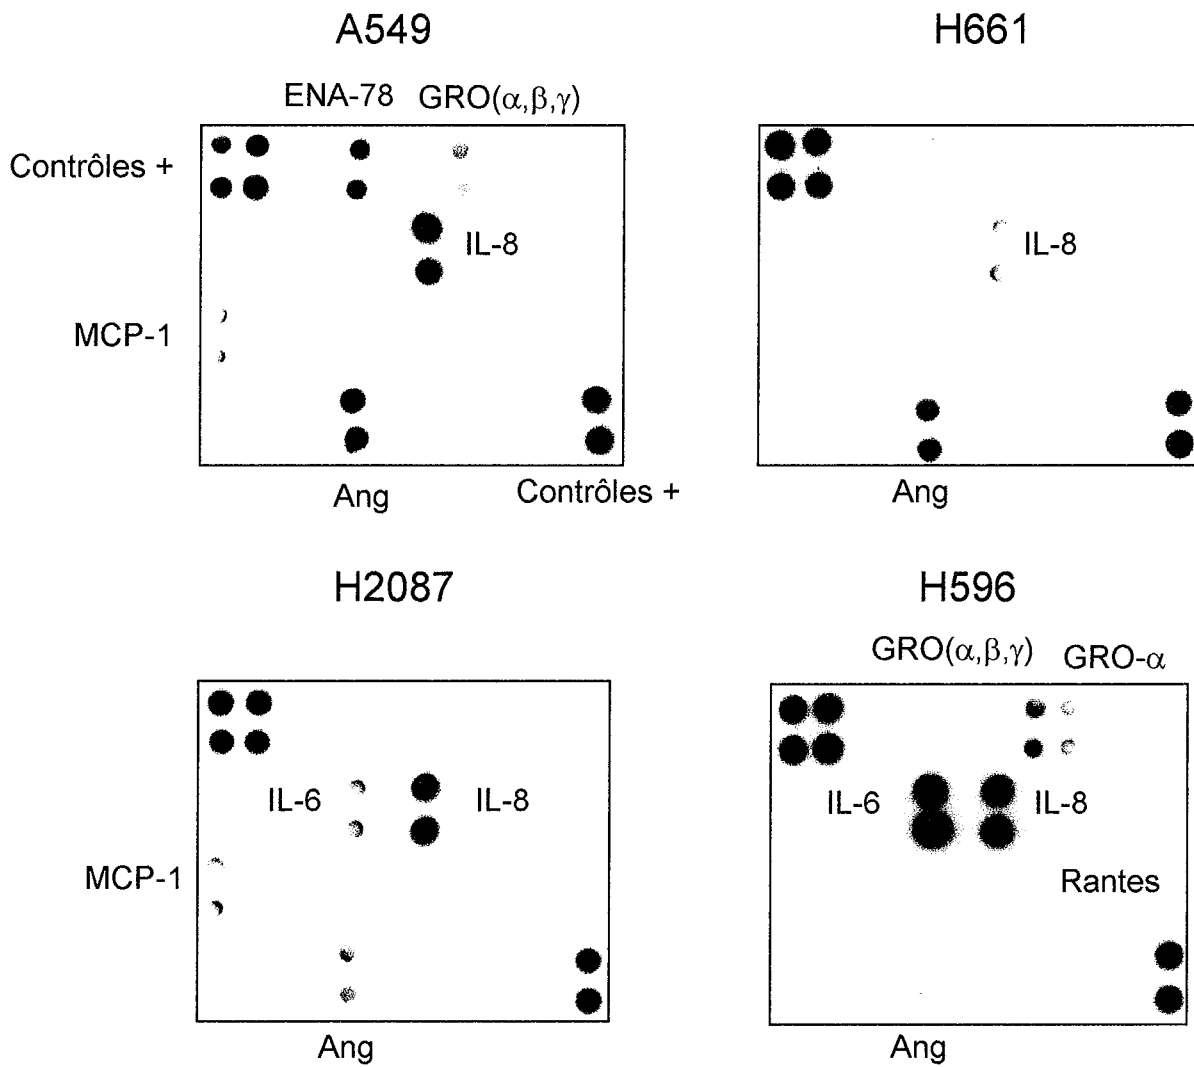 A549
H661
ENA-78 GRO(α,β,γ)
Contrôles +
IL-8
IL-8
MCP-1
Ang
Contrôles +
Ang
H2087
H596
GRO(α,β,γ) GRO-α
IL-6
IL-8
IL-6
IL-8
MCP-1
Rantes
Ang
Ang